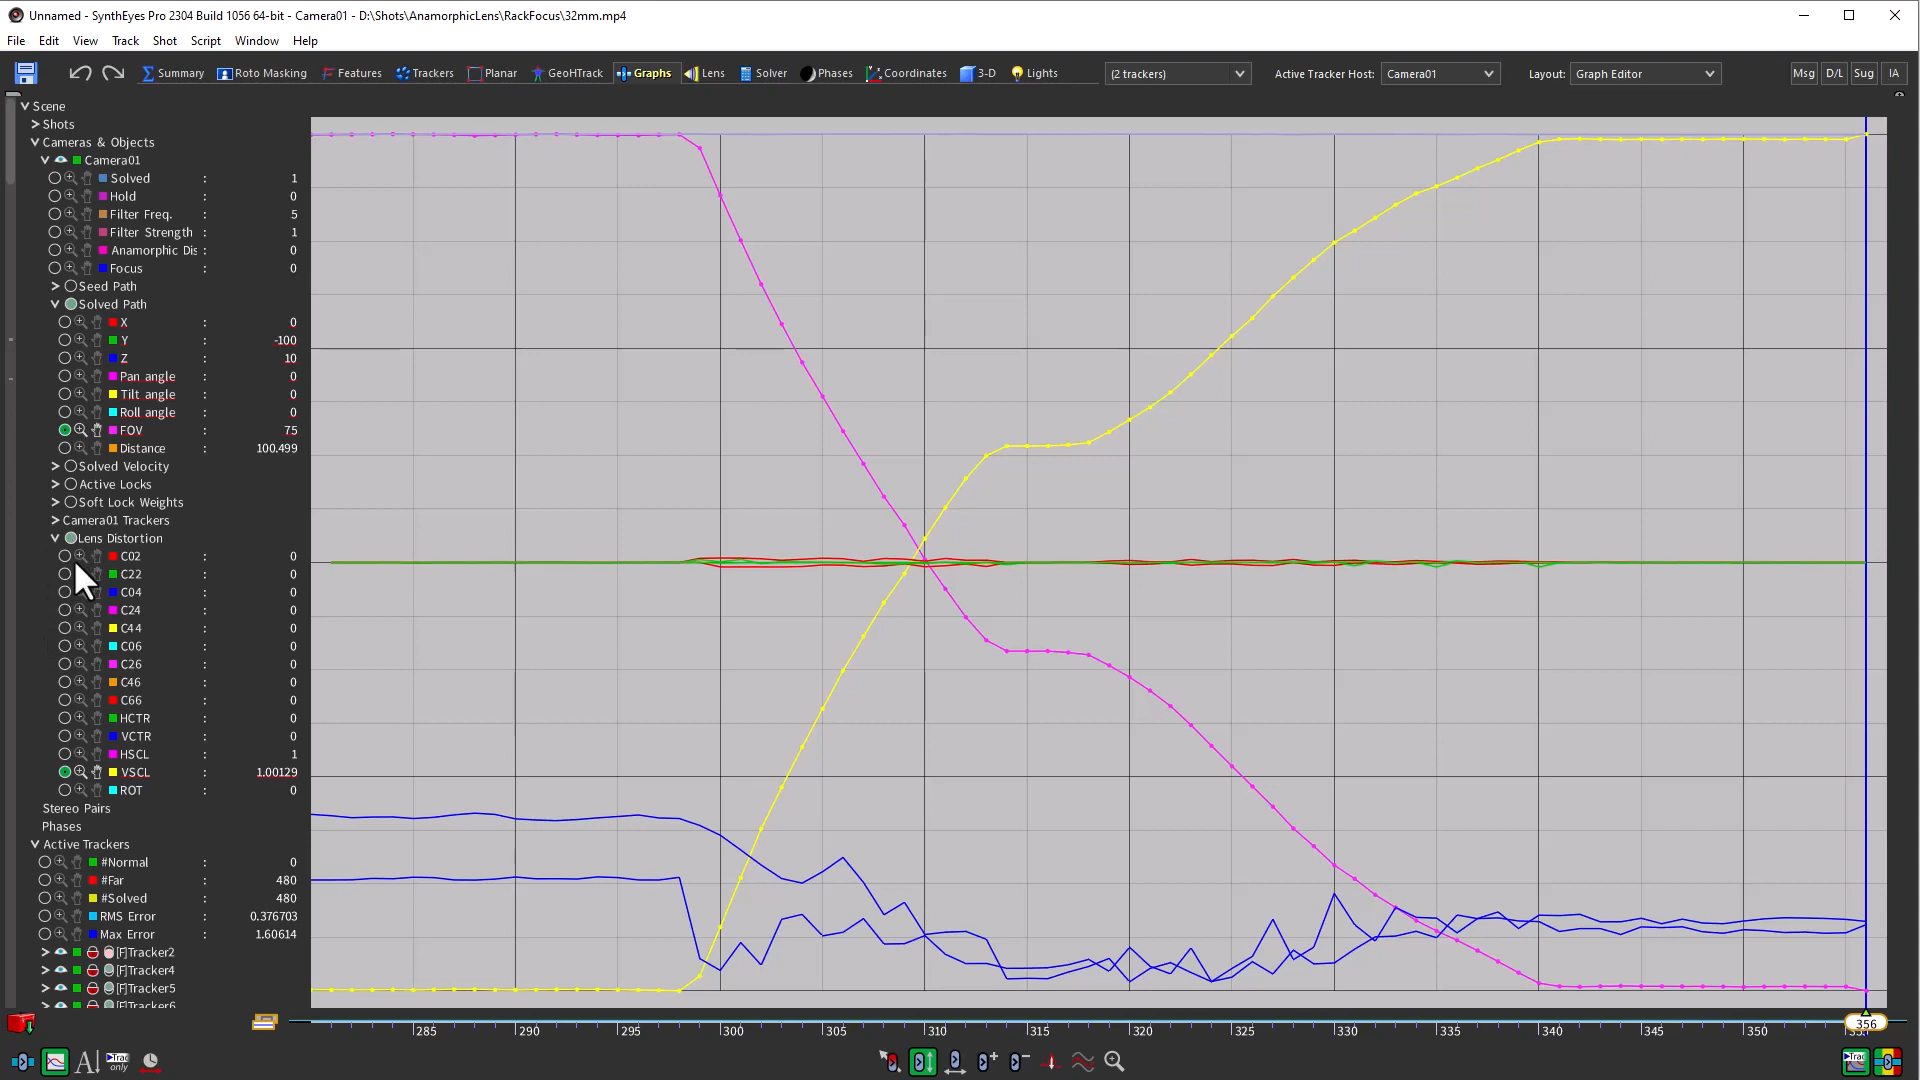 Unnamed - SynthEyes Pro 2304 Build 1056 64-bit - Camera01 - D:\Shots\AnamorphicLens\RackFocus\32mm.mp4
File Edit View Track Shot Script Window Help
Summary Roto Masking Features Trackers Planar GeoHTrack Graphs Lens Solver Phases Coordinates 3-D Lights (2 trackers) Active Tracker Host: Camera01 Layout: Graph Editor Msg D/L Sug IA
Scene
Shots
Cameras & Objects
Camera01
Solved : 1
Hold : 0
Filter Freq. : 5
Filter Strength : 1
Anamorphic Dis : 0
Focus : 0
Seed Path
Solved Path
X : 0
Y : -100
Z : 10
Pan angle : 0
Tilt angle : 0
Roll angle : 0
FOV : 75
Distance : 100.499
Solved Velocity
Active Locks
Soft Lock Weights
Camera01 Trackers
Lens Distortion
C02 : 0
C22 : 0
C04 : 0
C24 : 0
C44 : 0
C06 : 0
C26 : 0
C46 : 0
C66 : 0
HCTR : 0
VCTR : 0
HSCL : 1
VSCL : 1.00129
ROT : 0
Stereo Pairs
Phases
Active Trackers
#Normal : 0
#Far : 480
#Solved : 480
RMS Error : 0.376703
Max Error : 1.60614
[F]Tracker2
[F]Tracker4
[F]Tracker5
[F]Tracker6
285 290 295 300 305 310 315 320 325 330 335 340 345 350 356
A Trac only
Trac